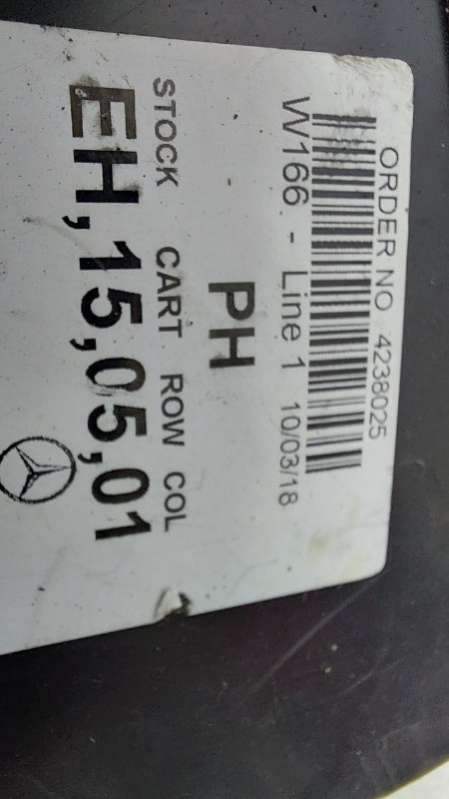 ORDER NO 4238025
W166 - Line 1 10/03/18
PH
STOCK CART ROW COL
EH,15,05,01